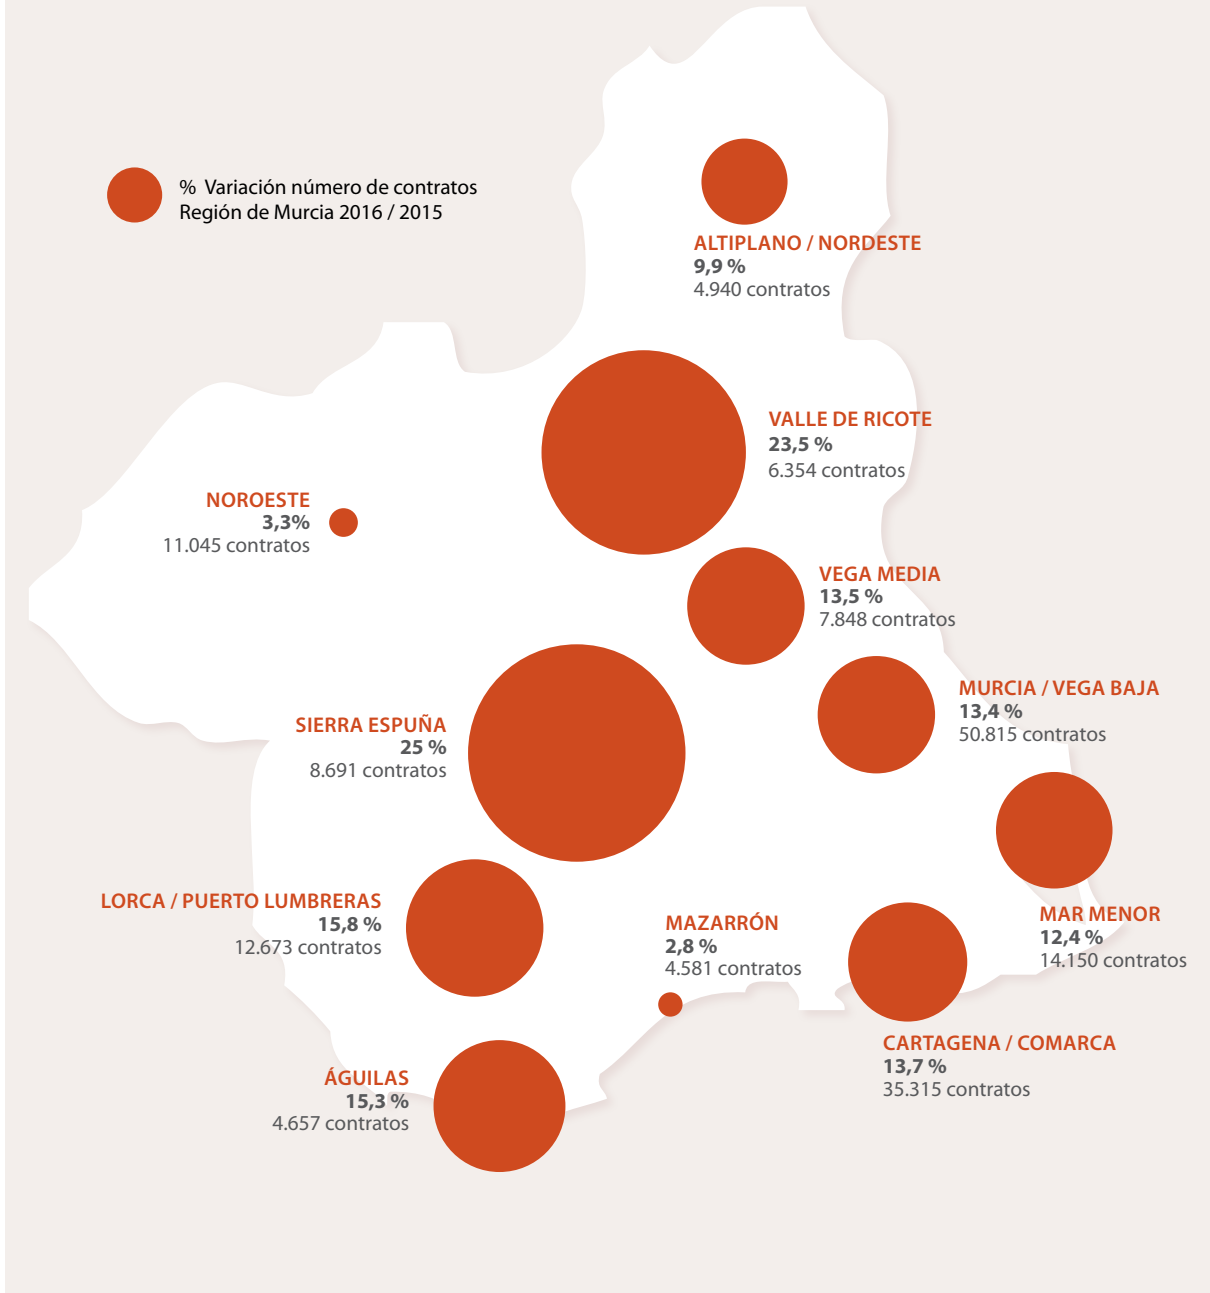 % Variación número de contratos
Región de Murcia 2016 / 2015
ALTIPLANO / NORDESTE
9,9 %
4.940 contratos
VALLE DE RICOTE
23,5 %
6.354 contratos
NOROESTE
3,3%
11.045 contratos
VEGA MEDIA
13,5 %
7.848 contratos
MURCIA / VEGA BAJA
13,4 %
50.815 contratos
SIERRA ESPUÑA
25 %
8.691 contratos
LORCA / PUERTO LUMBRERAS
15,8 %
12.673 contratos
MAZARRÓN
2,8 %
4.581 contratos
MAR MENOR
12,4 %
14.150 contratos
CARTAGENA / COMARCA
13,7 %
35.315 contratos
ÁGUILAS
15,3 %
4.657 contratos